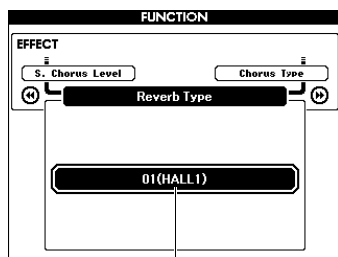 FUNCTION
EFFECT
S. Chorus Level
Chorus Type
Reverb Type
01(HALL1)